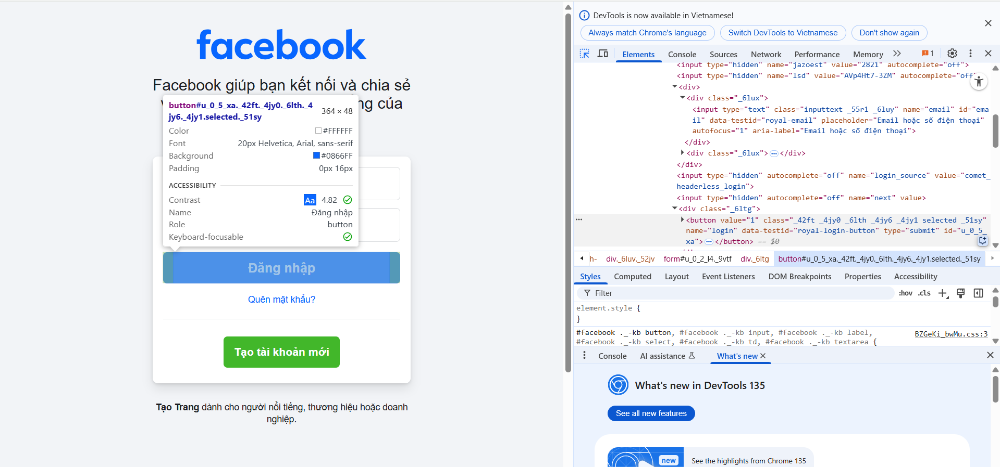 facebook
Facebook giúp bạn kết nối và chia sẻ
ng của
button#u_0_5_xa._42ft._4jy0._6lth._4
jy6._4jy1.selected._51sy
364 × 48
Color
#FFFFFF
Font
20px Helvetica, Arial, sans-serif
Background
#0866FF
Padding
0px 16px
ACCESSIBILITY
Contrast
Aa 4.82
Name
Đăng nhập
Role
button
Keyboard-focusable
Đăng nhập
Quên mật khẩu?
Tạo tài khoản mới
Tạo Trang dành cho người nổi tiếng, thương hiệu hoặc doanh
nghiệp.
DevTools is now available in Vietnamese!
Always match Chrome's language
Switch DevTools to Vietnamese
Don't show again
Elements Console Sources Network Performance Memory 1
<input type="hidden" name="jazoest" value="2821" autocomplete="off">
<input type="hidden" name="lsd" value="AVp4Ht7-3ZM" autocomplete="off"
<div>
<div class="_6lux">
<input type="text" class="inputtext _55r1 _6luy" name="email" id="ema
il" data-testid="royal-email" placeholder="Email hoặc số điện thoại"
autofocus="1" aria-label="Email hoặc số điện thoại">
</div>
<div class="_6lux"> … </div>
</div>
<input type="hidden" autocomplete="off" name="login_source" value="comet_
headerless_login">
<input type="hidden" autocomplete="off" name="next" value>
<div class="_6ltg">
<button value="1" class="_42ft _4jy0 _6lth _4jy6 _4jy1 selected _51sy"
name="login" data-testid="royal-login-button" type="submit" id="u_0_5_
xa"> … </button> == $0
h- div._6luv._52jv form#u_0_2_l4._9vtf div._6ltg button#u_0_5_xa._42ft._4jy0._6lth._4jy6._4jy1.selected._51sy
Styles Computed Layout Event Listeners DOM Breakpoints Properties Accessibility
Filter
:hov .cls
element.style {
}
#facebook ._-kb button, #facebook ._-kb input, #facebook ._-kb label,
BZGeKi_bwMu.css:3
#facebook ._-kb select, #facebook ._-kb td, #facebook ._-kb textarea {
Console AI assistance What's new
What's new in DevTools 135
See all new features
new
See the highlights from Chrome 135